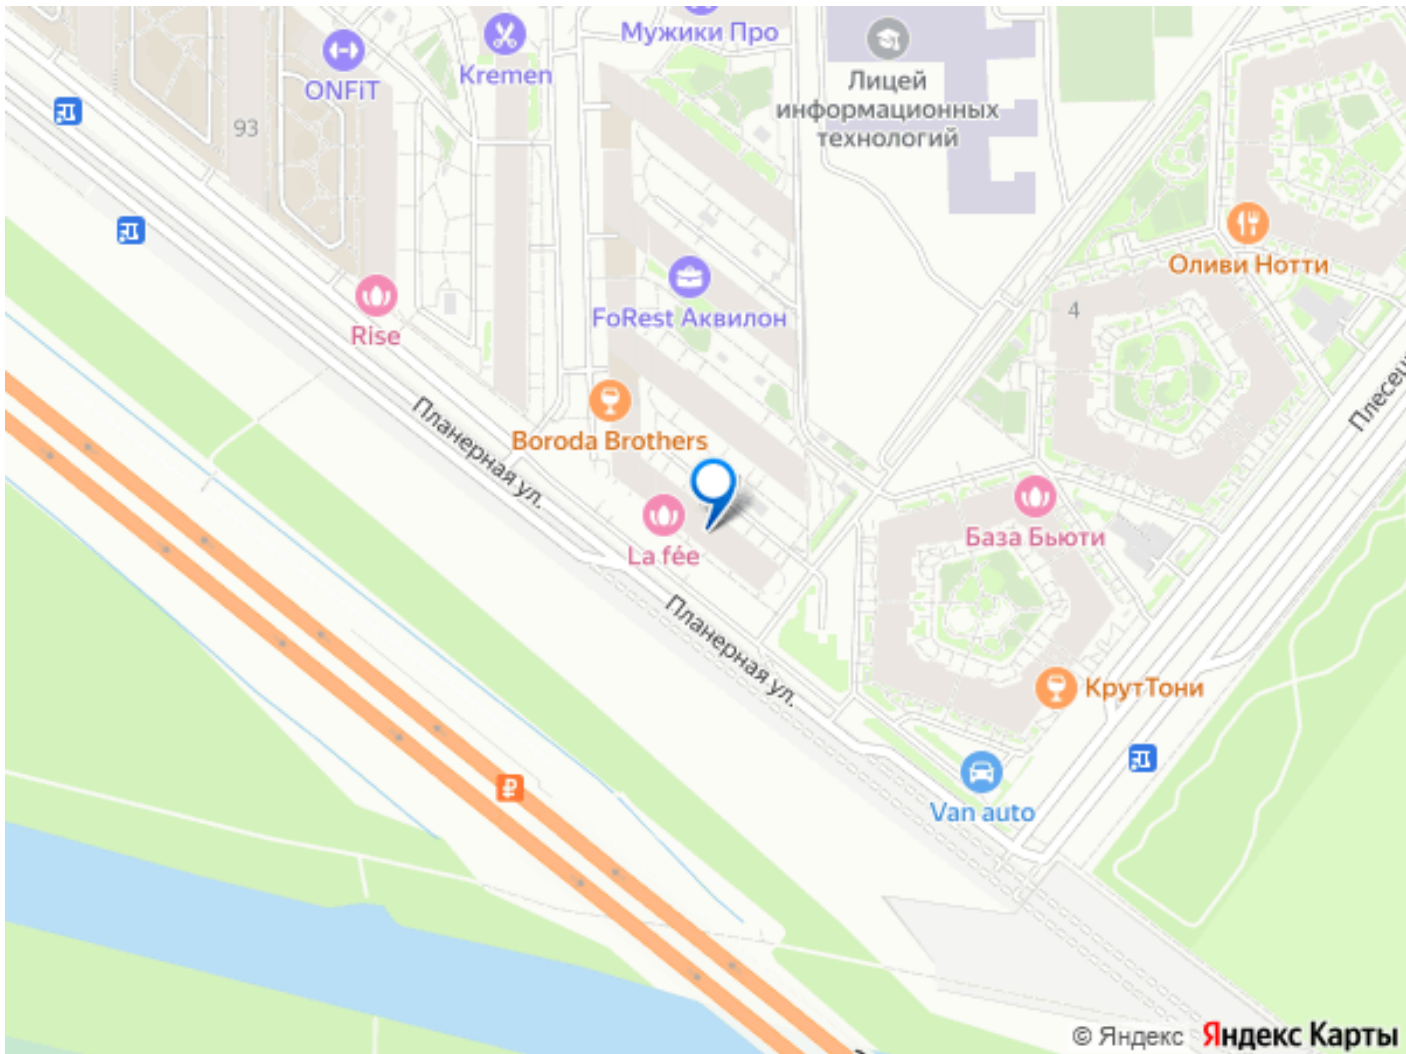 Мужики Про
Kremen
ONFiT
Лицей
информационных
технологий
93
Оливи Нотти
4
FoRest Аквилон
Rise
Плесец
Планерная ул.
Boroda Brothers
База Бьюти
La fée
Планерная ул.
КрутТони
Van auto
© Яндекс Яндекс Карты